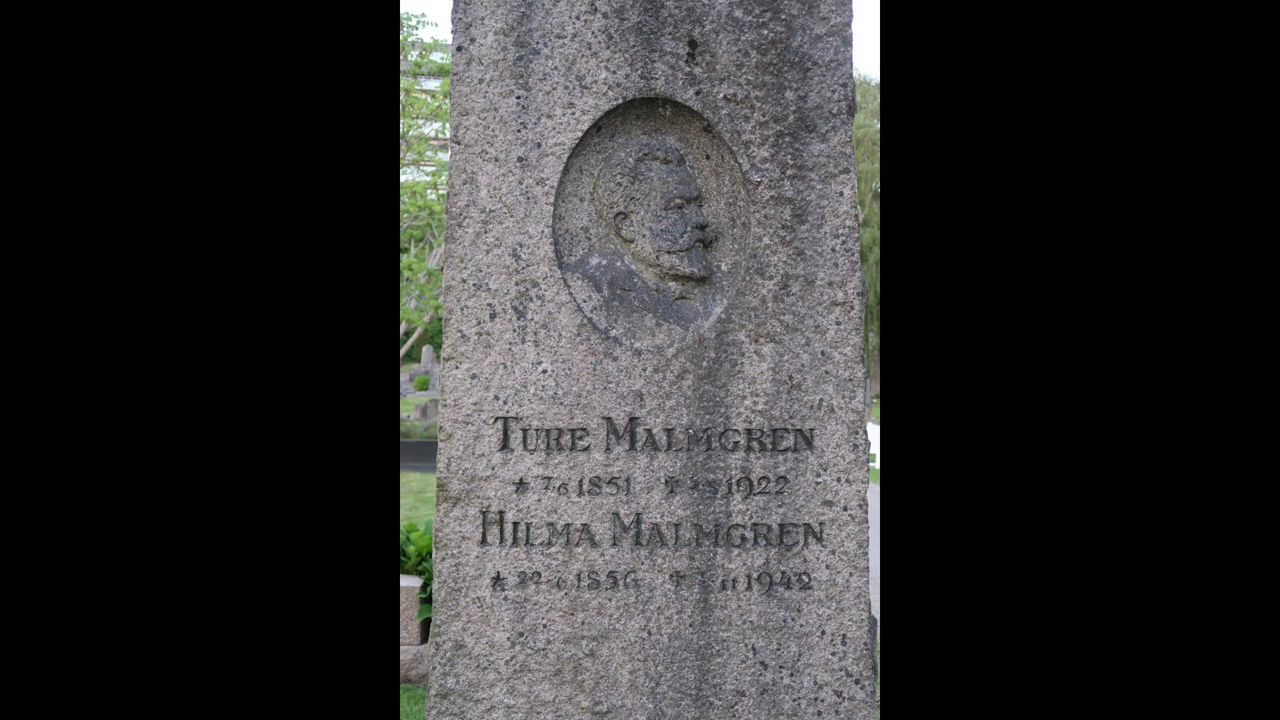 TURE MALMGREN
★ 7/6 1851 † 1922
HILMA MALMGREN
★ 22/6 1856 † /11 1942